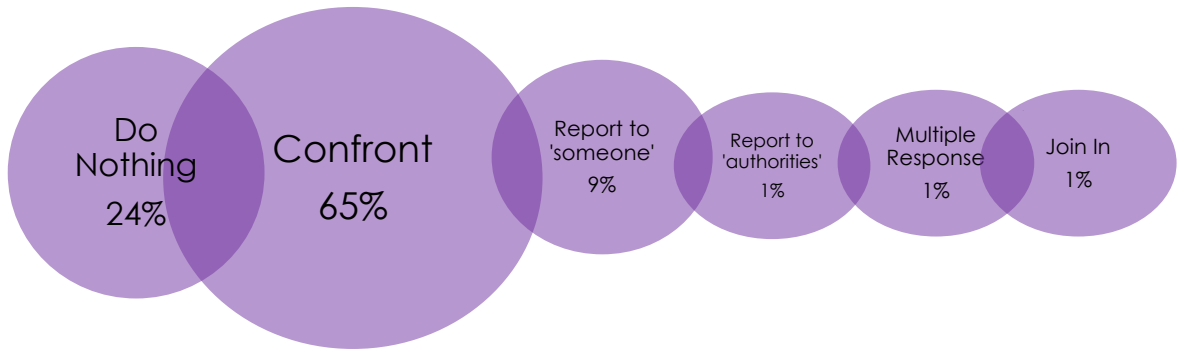 Do
Nothing
24%
Confront
65%
Report to
'someone'
9%
Report to
'authorities'
1%
Multiple
Response
1%
Join In
1%